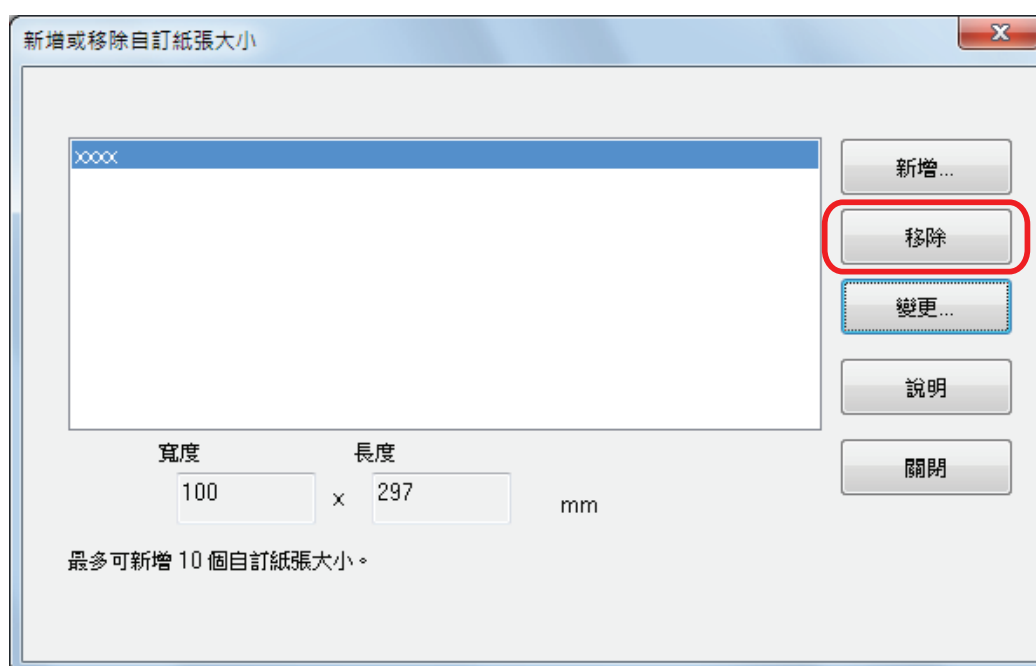 新增或移除自訂紙張大小
xxxx
新增...
移除
變更...
說明
關閉
寬度 長度
100 x 297 mm
最多可新增 10 個自訂紙張大小。